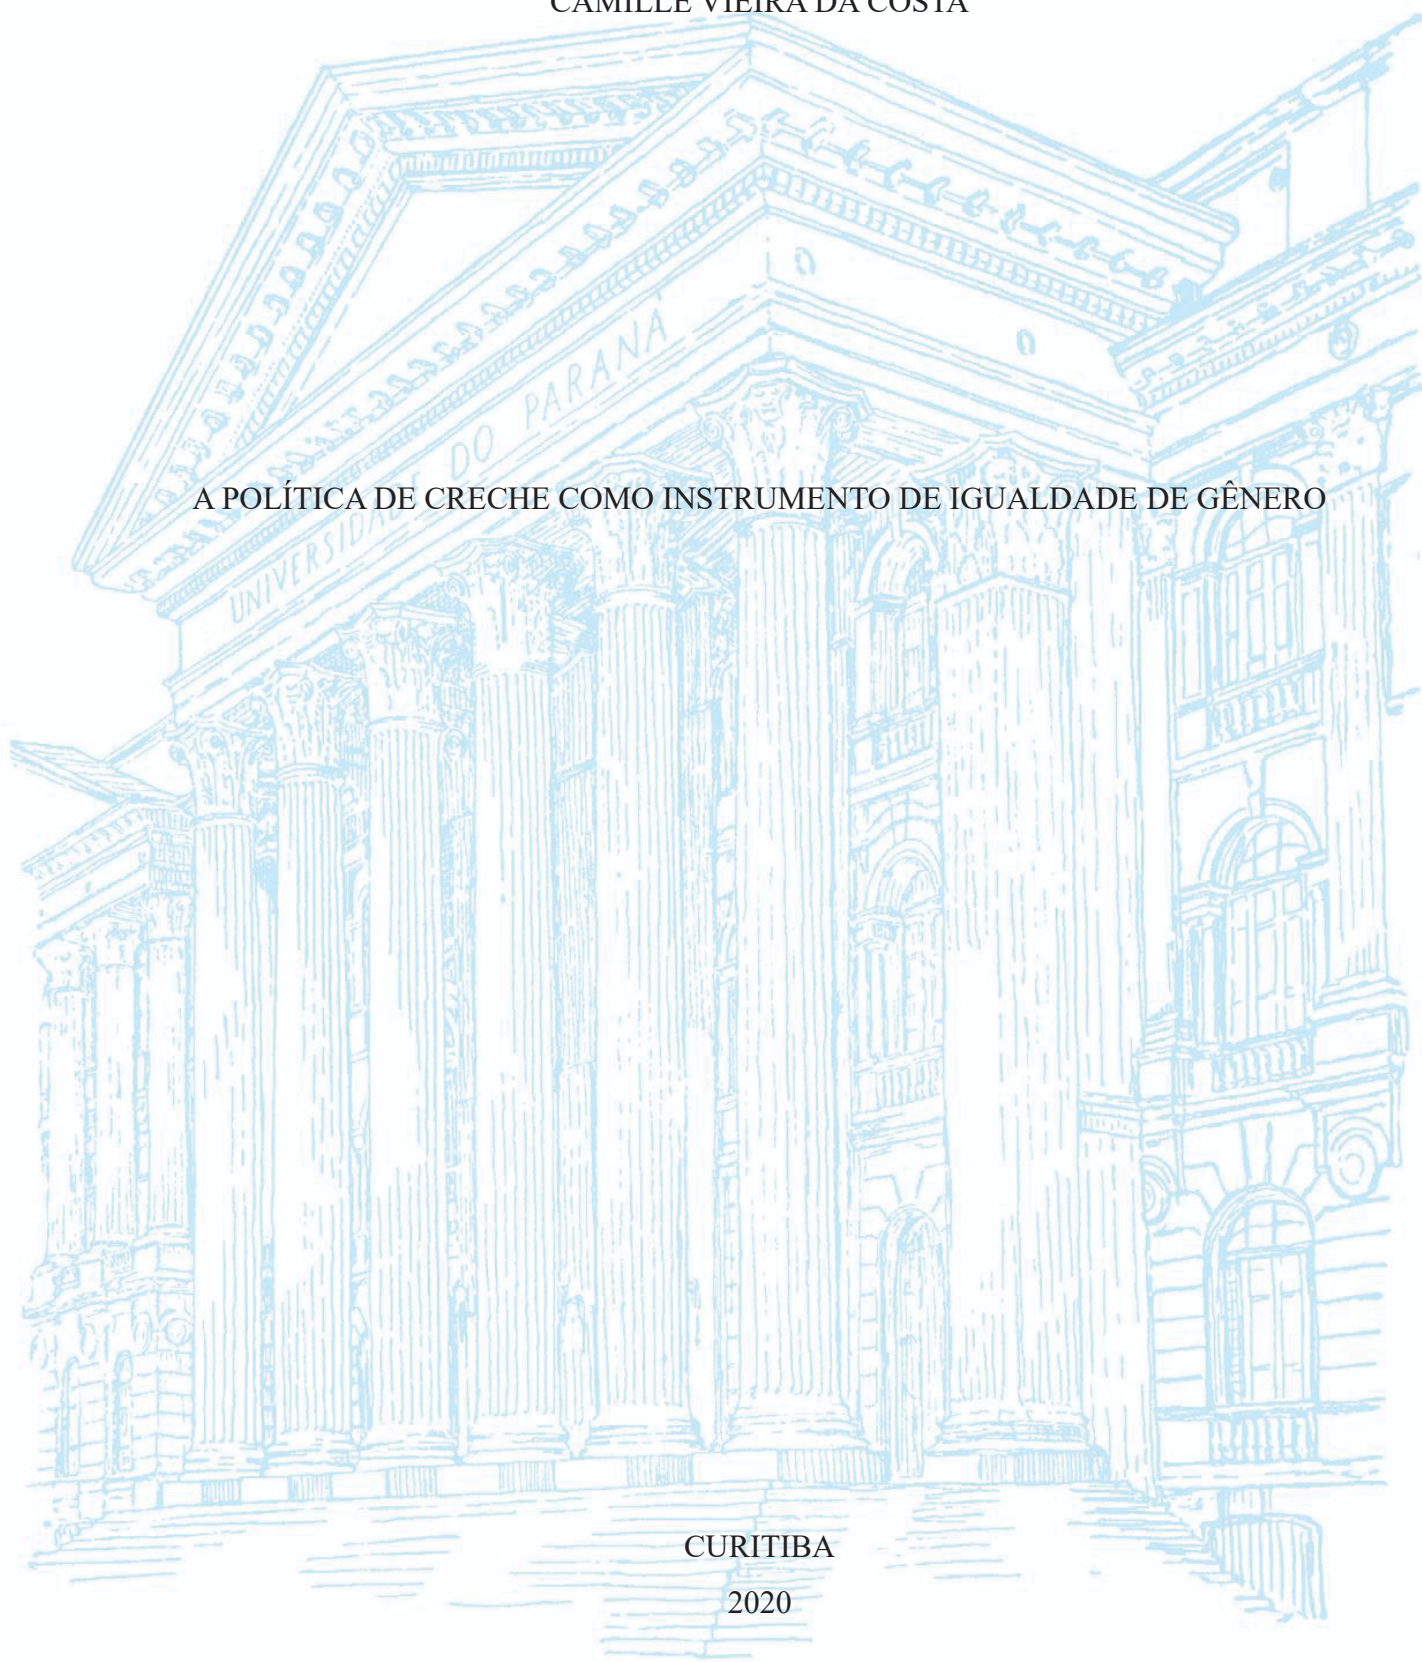 CAMILLE VIEIRA DA COSTA
UNIVERSIDADE DO PARANÁ
A POLÍTICA DE CRECHE COMO INSTRUMENTO DE IGUALDADE DE GÊNERO
CURITIBA
2020